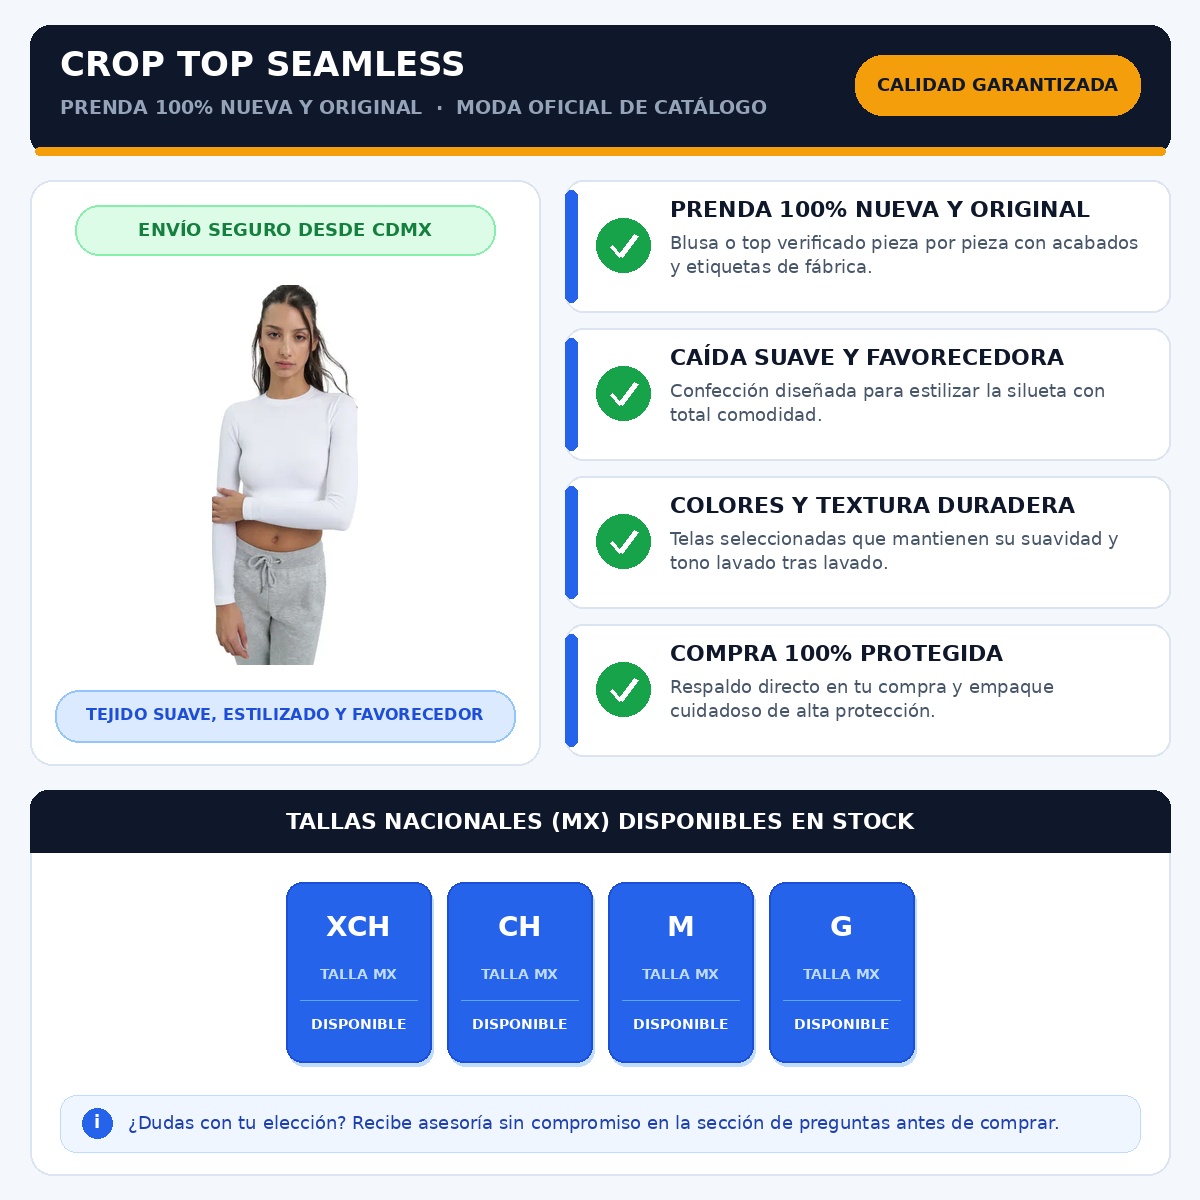 CROP TOP SEAMLESS
PRENDA 100% NUEVA Y ORIGINAL · MODA OFICIAL DE CATÁLOGO
CALIDAD GARANTIZADA
ENVÍO SEGURO DESDE CDMX
TEJIDO SUAVE, ESTILIZADO Y FAVORECEDOR
PRENDA 100% NUEVA Y ORIGINAL
Blusa o top verificado pieza por pieza con acabados
y etiquetas de fábrica.
CAÍDA SUAVE Y FAVORECEDORA
Confección diseñada para estilizar la silueta con
total comodidad.
COLORES Y TEXTURA DURADERA
Telas seleccionadas que mantienen su suavidad y
tono lavado tras lavado.
COMPRA 100% PROTEGIDA
Respaldo directo en tu compra y empaque
cuidadoso de alta protección.
TALLAS NACIONALES (MX) DISPONIBLES EN STOCK
XCH
TALLA MX
DISPONIBLE
CH
TALLA MX
DISPONIBLE
M
TALLA MX
DISPONIBLE
G
TALLA MX
DISPONIBLE
i
¿Dudas con tu elección? Recibe asesoría sin compromiso en la sección de preguntas antes de comprar.